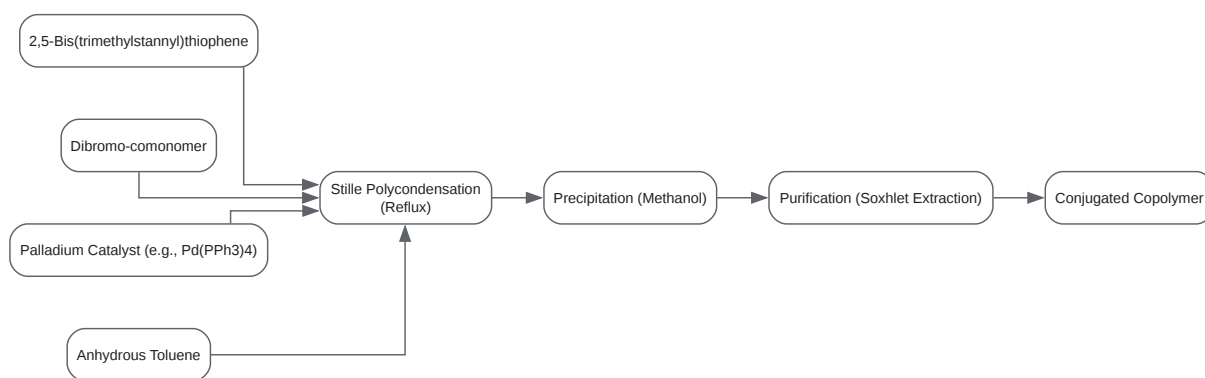 2,5-Bis(trimethylstannyl)thiophene
Dibromo-comonomer
Palladium Catalyst (e.g., Pd(PPh3)4)
Anhydrous Toluene
Stille Polycondensation
(Reflux)
Precipitation (Methanol)
Purification (Soxhlet Extraction)
Conjugated Copolymer